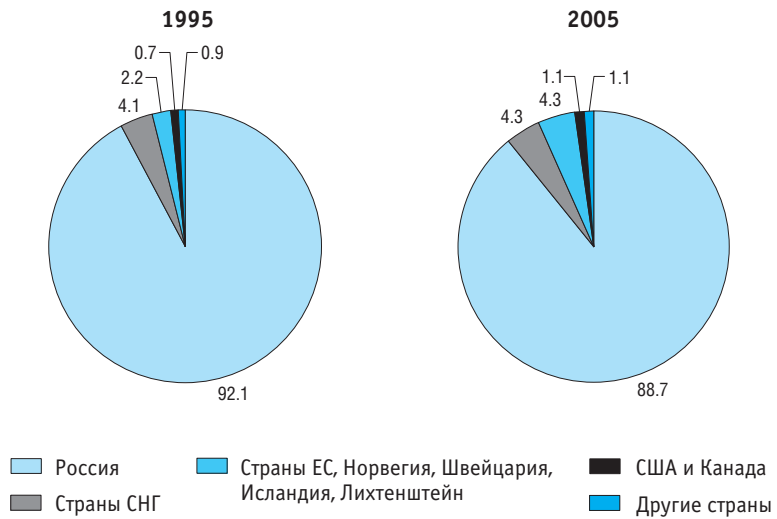 1995
0.7
0.9
2.2
4.1
92.1
2005
1.1
1.1
4.3
4.3
88.7
Россия
Страны СНГ
Страны ЕС, Норвегия, Швейцария,
Исландия, Лихтенштейн
США и Канада
Другие страны